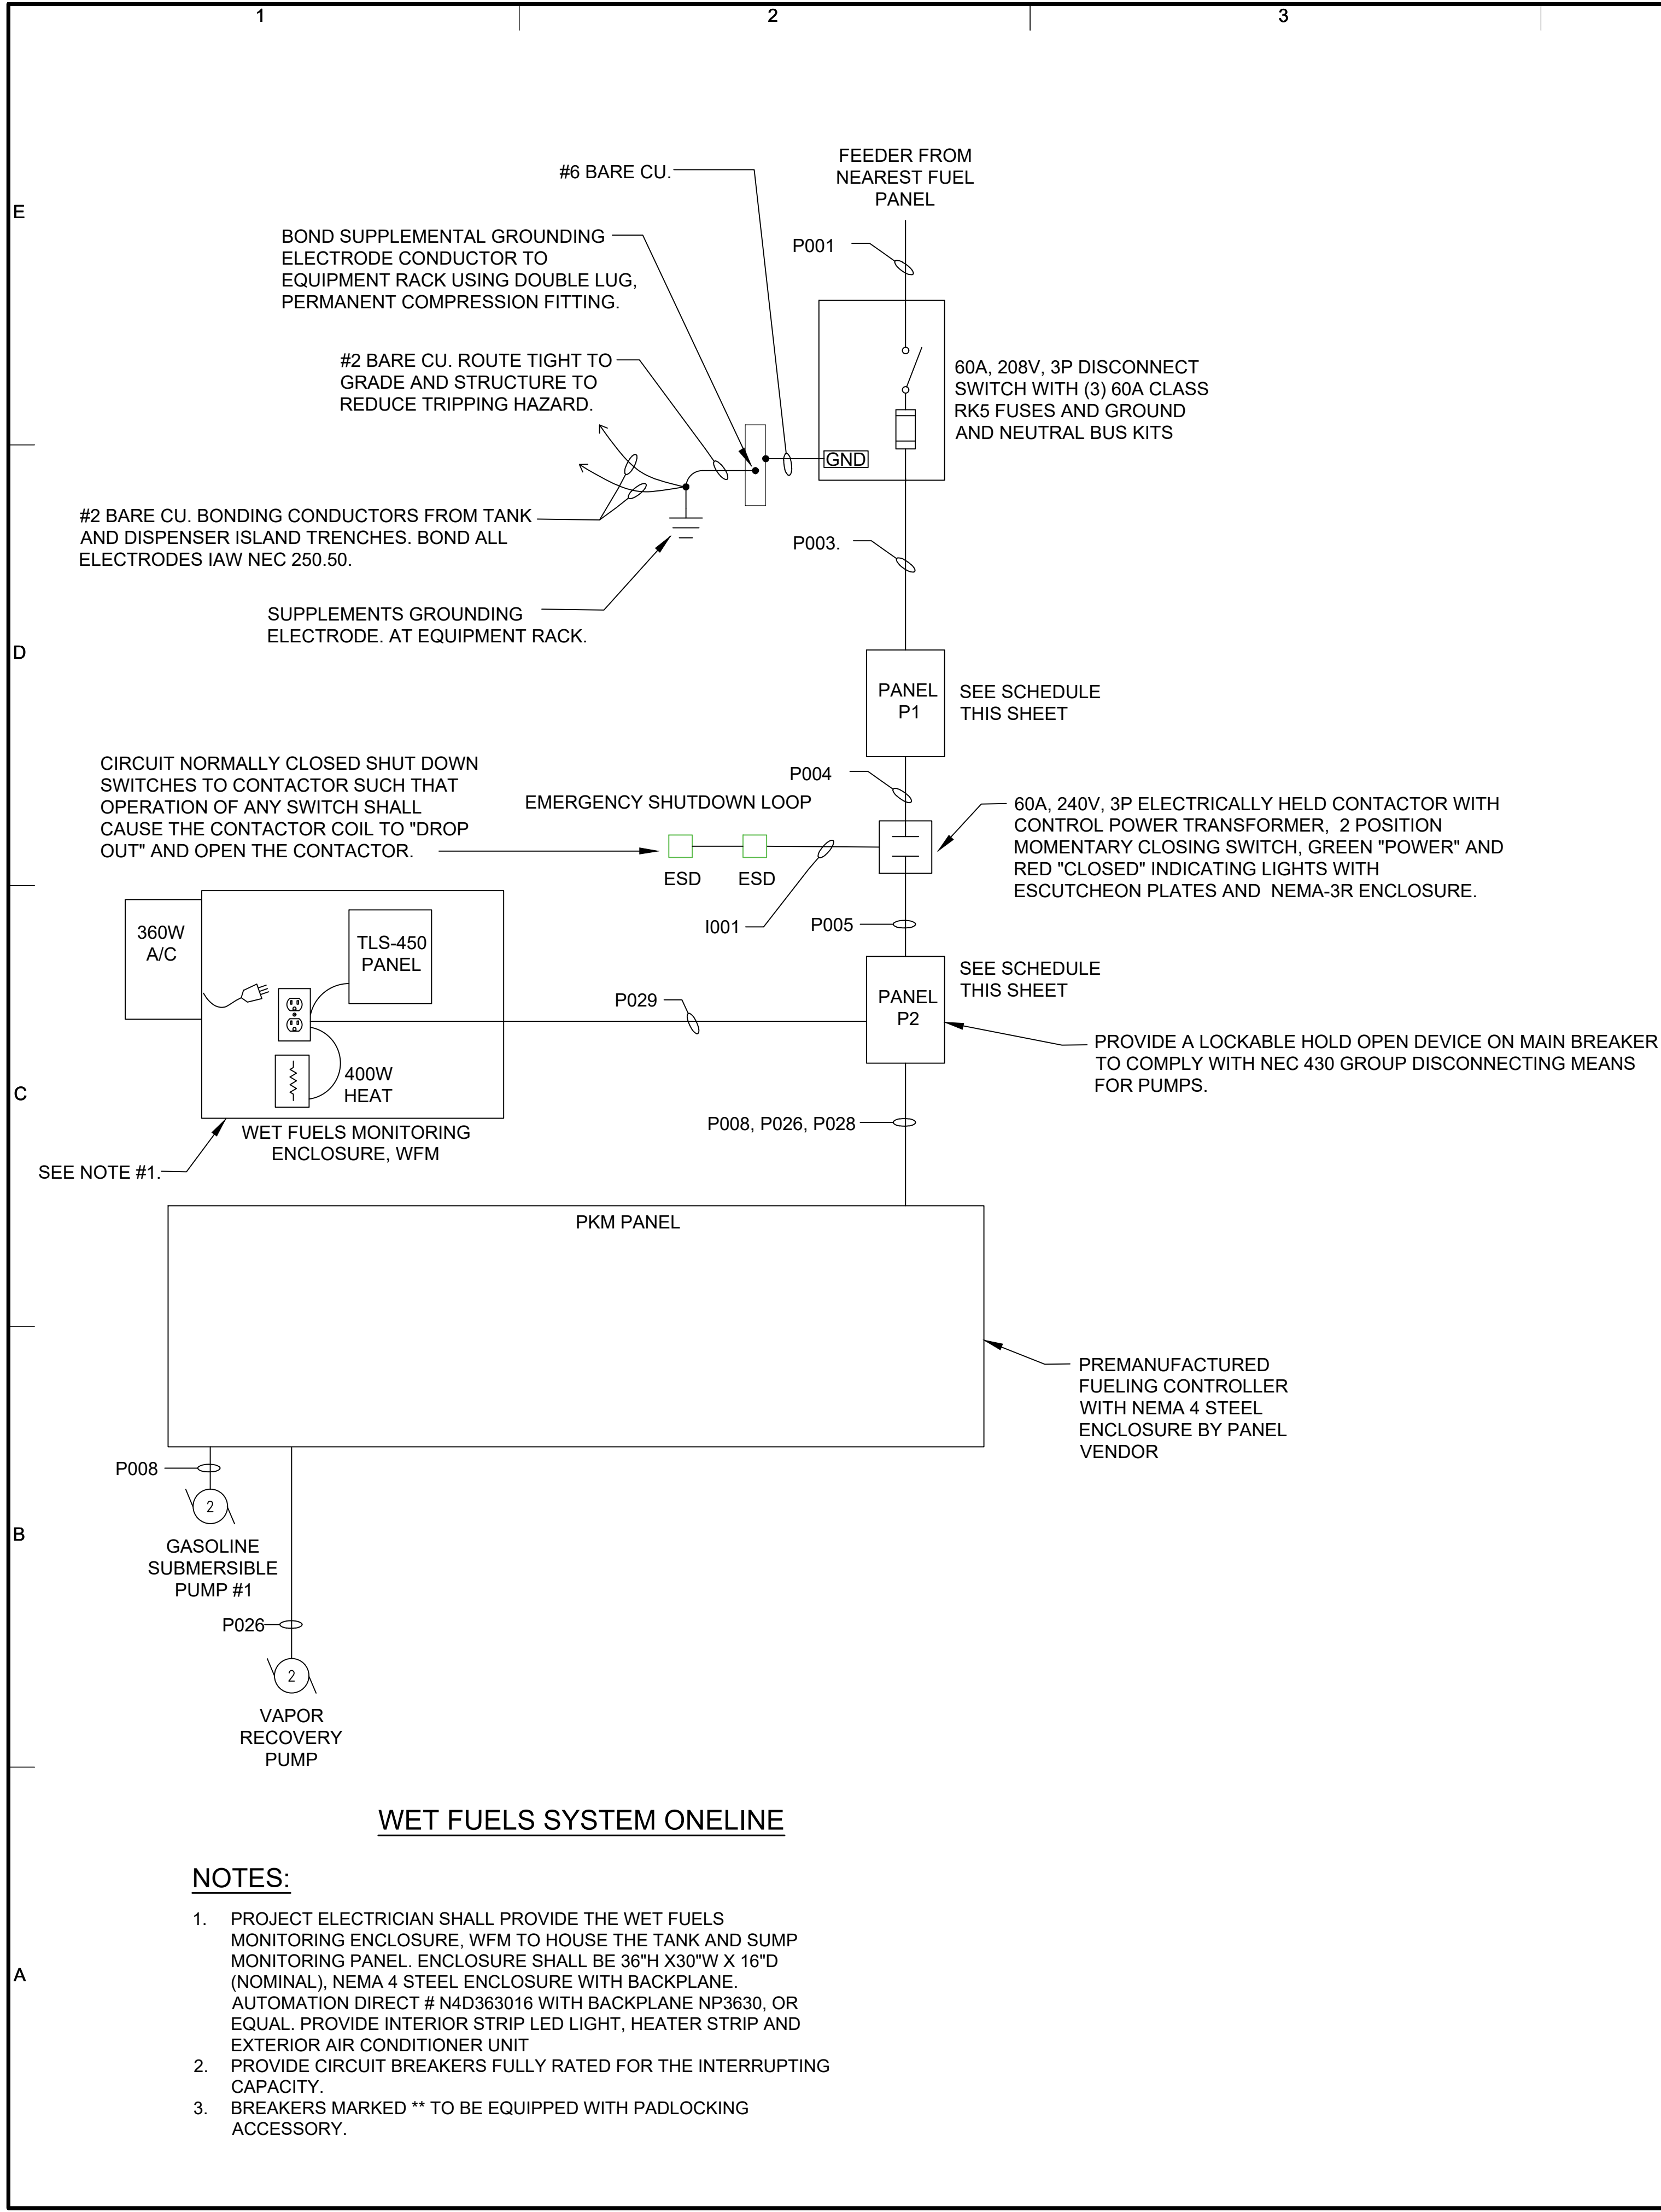 1
2
3
E
D
C
B
A
FEEDER FROM
NEAREST FUEL
PANEL
#6 BARE CU.
P001
BOND SUPPLEMENTAL GROUNDING
ELECTRODE CONDUCTOR TO
EQUIPMENT RACK USING DOUBLE LUG,
PERMANENT COMPRESSION FITTING.
#2 BARE CU. ROUTE TIGHT TO
GRADE AND STRUCTURE TO
REDUCE TRIPPING HAZARD.
60A, 208V, 3P DISCONNECT
SWITCH WITH (3) 60A CLASS
RK5 FUSES AND GROUND
AND NEUTRAL BUS KITS
GND
#2 BARE CU. BONDING CONDUCTORS FROM TANK
AND DISPENSER ISLAND TRENCHES. BOND ALL
ELECTRODES IAW NEC 250.50.
P003.
SUPPLEMENTS GROUNDING
ELECTRODE. AT EQUIPMENT RACK.
PANEL
P1
SEE SCHEDULE
THIS SHEET
CIRCUIT NORMALLY CLOSED SHUT DOWN
SWITCHES TO CONTACTOR SUCH THAT
OPERATION OF ANY SWITCH SHALL
CAUSE THE CONTACTOR COIL TO "DROP
OUT" AND OPEN THE CONTACTOR.
P004
EMERGENCY SHUTDOWN LOOP
ESD
ESD
60A, 240V, 3P ELECTRICALLY HELD CONTACTOR WITH
CONTROL POWER TRANSFORMER, 2 POSITION
MOMENTARY CLOSING SWITCH, GREEN "POWER" AND
RED "CLOSED" INDICATING LIGHTS WITH
ESCUTCHEON PLATES AND NEMA-3R ENCLOSURE.
I001
P005
360W
A/C
TLS-450
PANEL
400W
HEAT
P029
PANEL
P2
SEE SCHEDULE
THIS SHEET
PROVIDE A LOCKABLE HOLD OPEN DEVICE ON MAIN BREAKER
TO COMPLY WITH NEC 430 GROUP DISCONNECTING MEANS
FOR PUMPS.
WET FUELS MONITORING
ENCLOSURE, WFM
SEE NOTE #1.
P008, P026, P028
PKM PANEL
PREMANUFACTURED
FUELING CONTROLLER
WITH NEMA 4 STEEL
ENCLOSURE BY PANEL
VENDOR
P008
2
GASOLINE
SUBMERSIBLE
PUMP #1
P026
2
VAPOR
RECOVERY
PUMP
WET FUELS SYSTEM ONELINE
NOTES:
1. PROJECT ELECTRICIAN SHALL PROVIDE THE WET FUELS
MONITORING ENCLOSURE, WFM TO HOUSE THE TANK AND SUMP
MONITORING PANEL. ENCLOSURE SHALL BE 36"H X30"W X 16"D
(NOMINAL), NEMA 4 STEEL ENCLOSURE WITH BACKPLANE.
AUTOMATION DIRECT # N4D363016 WITH BACKPLANE NP3630, OR
EQUAL. PROVIDE INTERIOR STRIP LED LIGHT, HEATER STRIP AND
EXTERIOR AIR CONDITIONER UNIT
2. PROVIDE CIRCUIT BREAKERS FULLY RATED FOR THE INTERRUPTING
CAPACITY.
3. BREAKERS MARKED ** TO BE EQUIPPED WITH PADLOCKING
ACCESSORY.